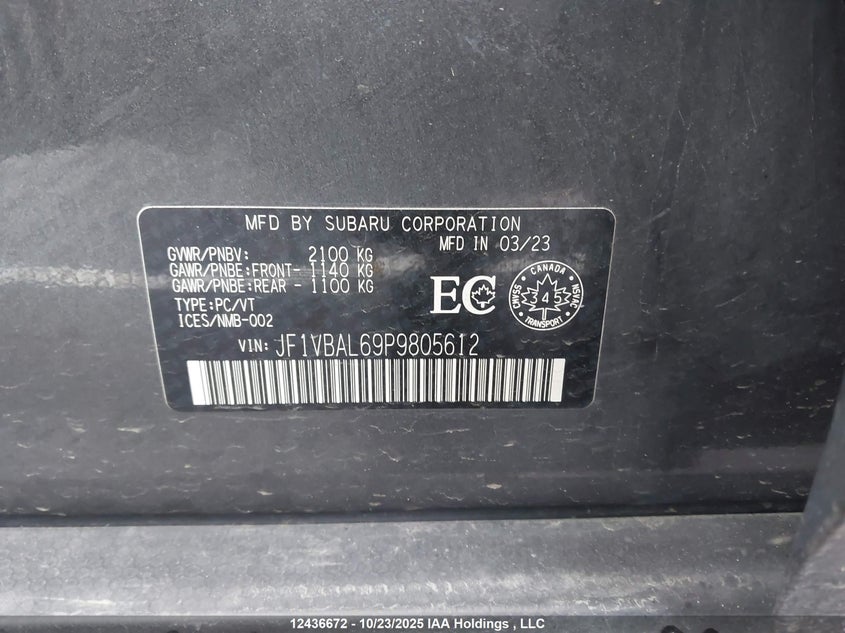 MFD BY SUBARU CORPORATION
MFD IN 03/23
GVWR/PNBV: 2100 KG
GAWR/PNBE:FRONT- 1140 KG
GAWR/PNBE:REAR - 1100 KG
TYPE:PC/VT
ICES/NMB-002
EC
CANADA
CMVSS 345 NSVAC
TRANSPORT
VIN: JF1VBAL69P9805612
12436672 - 10/23/2025 IAA Holdings , LLC